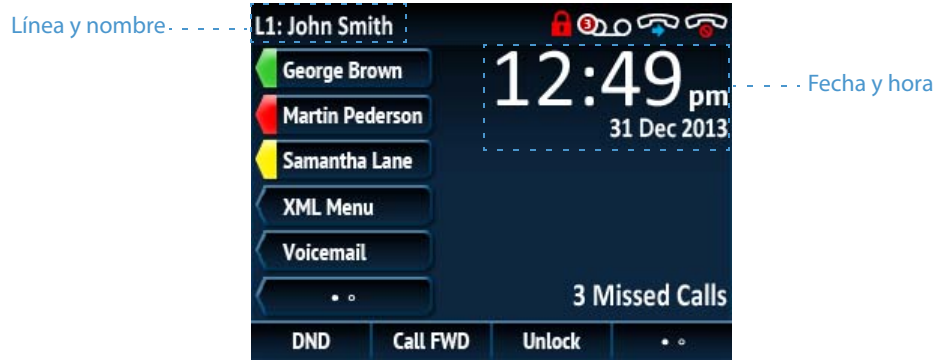 Línea y nombre
L1: John Smith
3
12:49 pm
31 Dec 2013
Fecha y hora
George Brown
Martin Pederson
Samantha Lane
XML Menu
Voicemail
3 Missed Calls
DND Call FWD Unlock